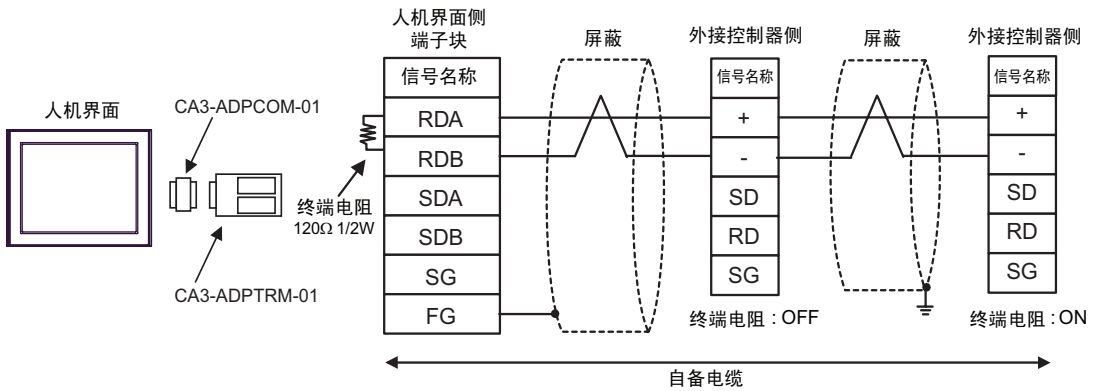 人机界面
CA3-ADPCOM-01
CA3-ADPTRM-01
终端电阻
120Ω 1/2W
人机界面侧
端子块
信号名称
RDA
RDB
SDA
SDB
SG
FG
屏蔽
外接控制器侧
信号名称
+
-
SD
RD
SG
终端电阻 : OFF
屏蔽
外接控制器侧
信号名称
+
-
SD
RD
SG
终端电阻 : ON
自备电缆